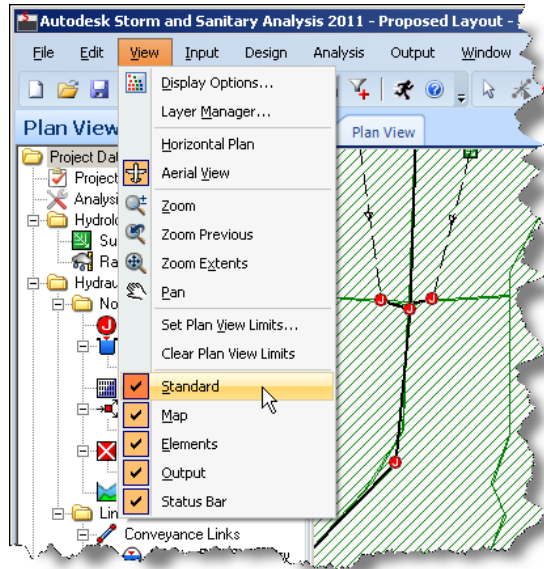 Autodesk Storm and Sanitary Analysis 2011 - Proposed Layout -
File Edit View Input Design Analysis Output Window
Plan View
Plan View
Project Da
Project
Analysi
Hydrolo
Su
Ra
Hydrau
No
J
Lin
Conveyance Links
Display Options...
Layer Manager...
Horizontal Plan
Aerial View
Zoom
Zoom Previous
Zoom Extents
Pan
Set Plan View Limits...
Clear Plan View Limits
Standard
Map
Elements
Output
Status Bar
J
J
J
J